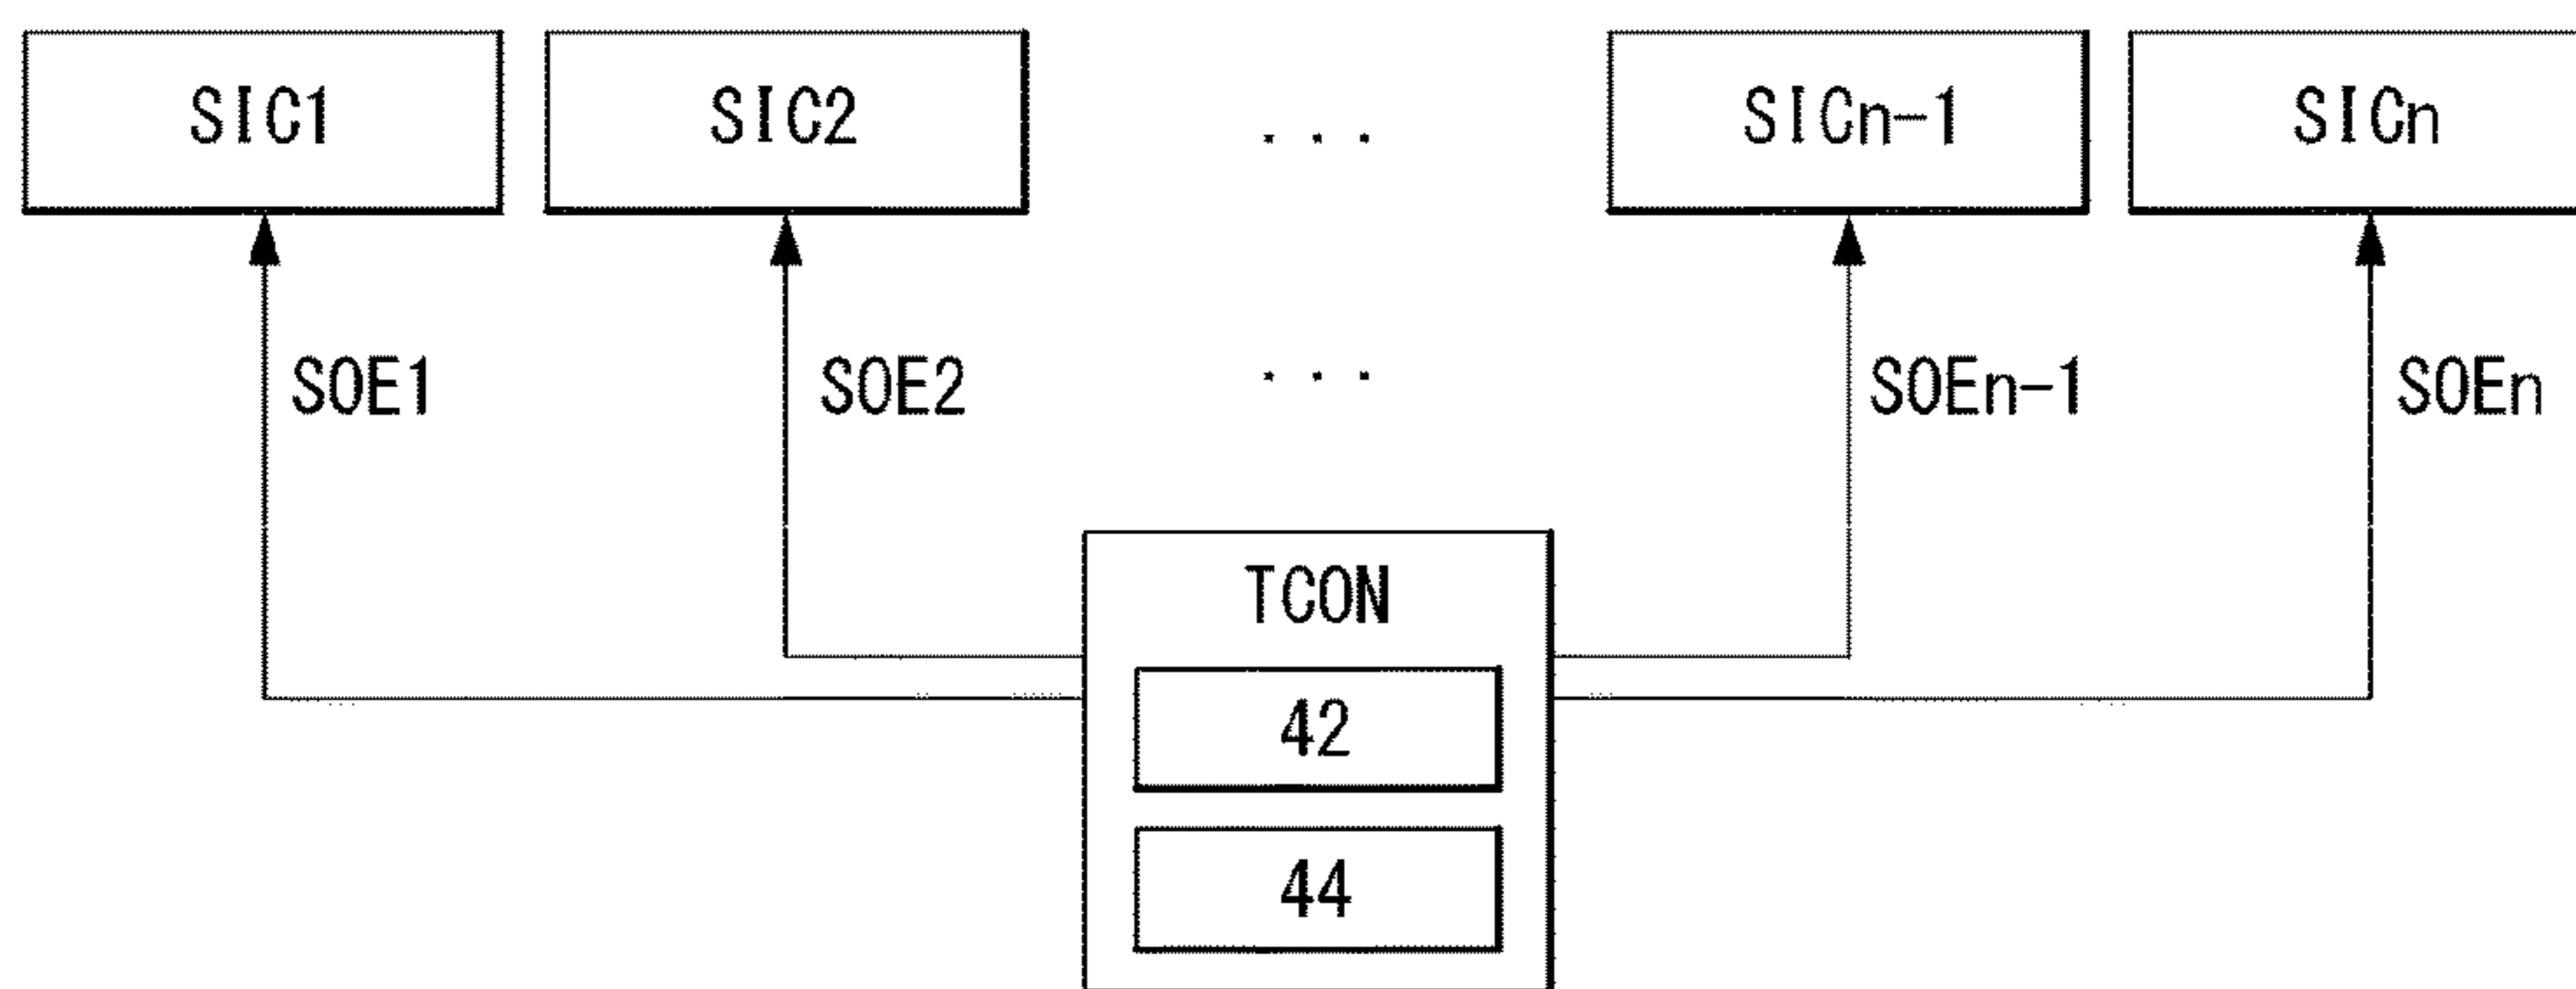 SIC1 SIC2 ... SICn-1 SICn
SOE1 SOE2 ... SOEn-1 SOEn
TCON
42
44